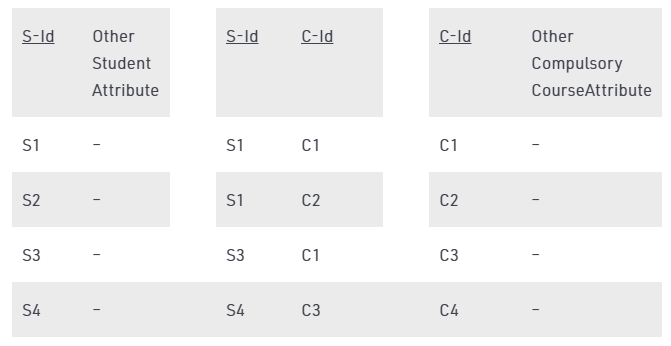 S-Id Other S-Id C-Id C-Id Other
Student Compulsory
Attribute CourseAttribute
S1 – S1 C1 C1 –
S2 – S1 C2 C2 –
S3 – S3 C1 C3 –
S4 – S4 C3 C4 –